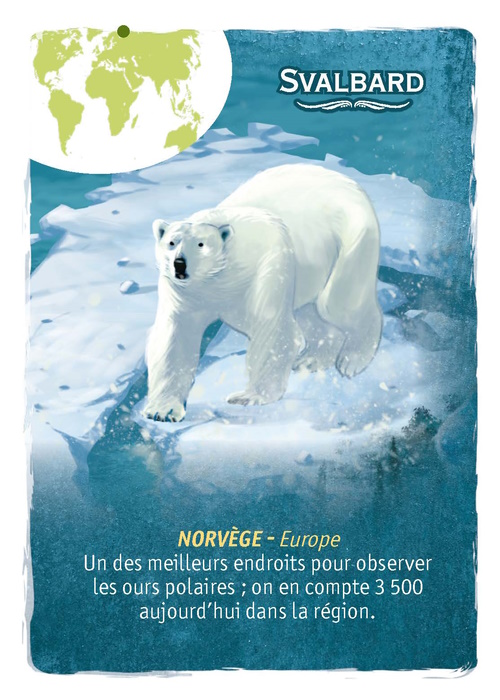 SVALBARD
NORVÈGE - Europe
Un des meilleurs endroits pour observer
les ours polaires ; on en compte 3 500
aujourd'hui dans la région.